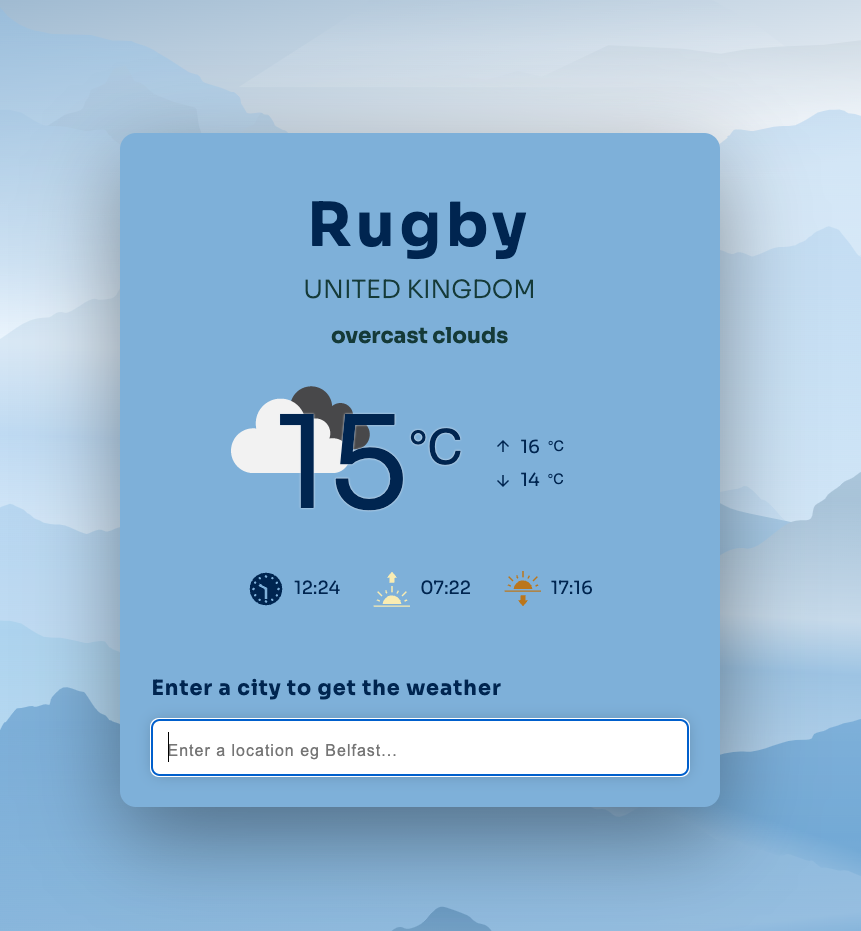 Rugby
UNITED KINGDOM
overcast clouds
15 °C
↑ 16 °C
↓ 14 °C
12:24 07:22 17:16
Enter a city to get the weather
Enter a location eg Belfast...